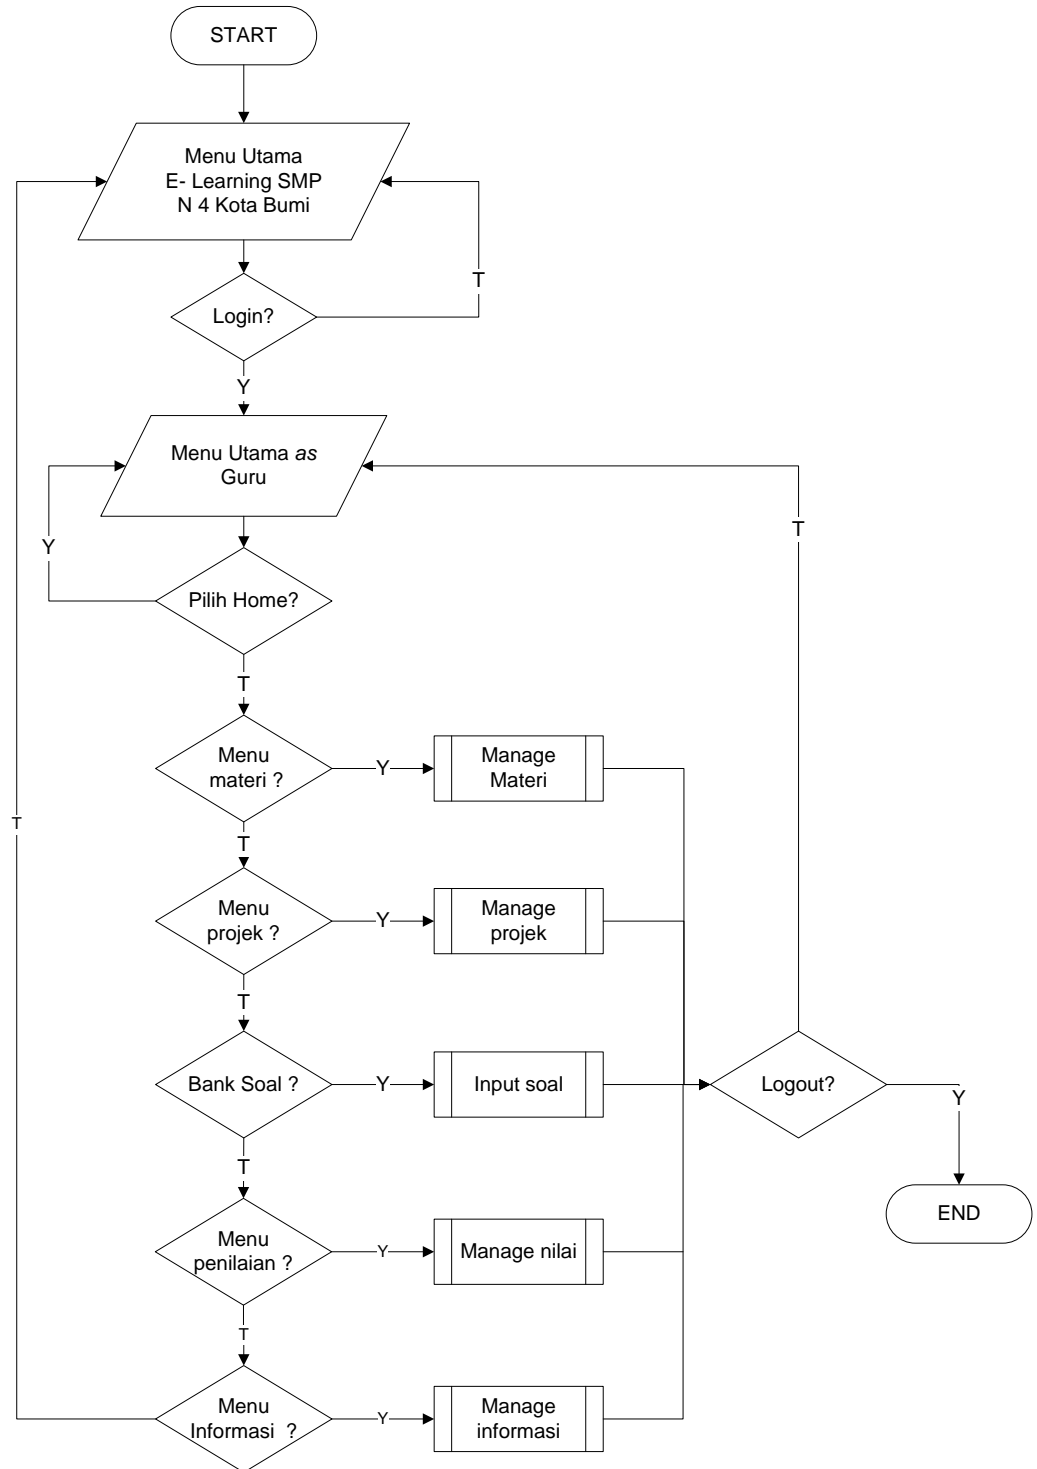 START
Menu Utama
E- Learning SMP
N 4 Kota Bumi
T
Login?
Y
Menu Utama as
Guru
T
Y
Pilih Home?
T
Menu
materi ?
Y
Manage
Materi
T
T
Menu
projek ?
Y
Manage
projek
T
Bank Soal ?
Y
Input soal
Logout?
Y
T
END
Menu
penilaian ?
Y
Manage nilai
T
Menu
Informasi ?
Y
Manage
informasi